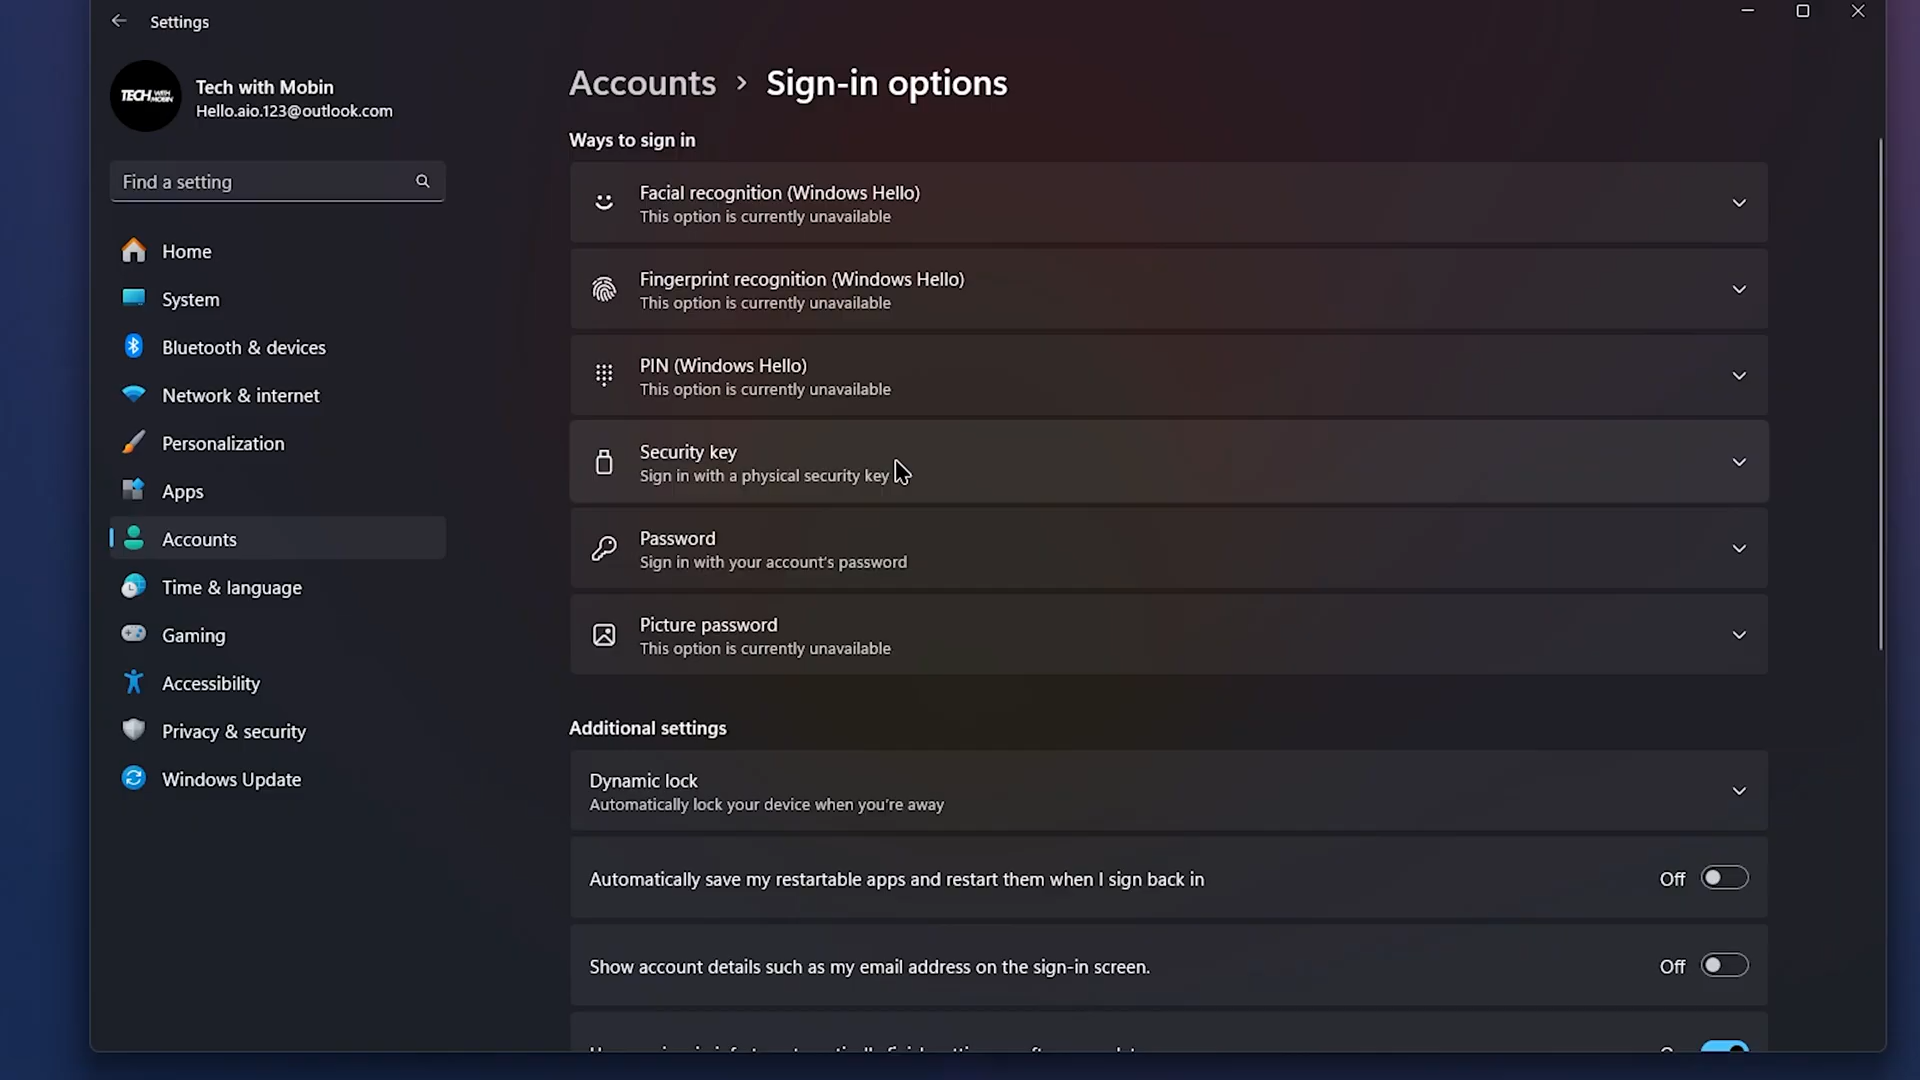 Settings
TECH WITH MOBIN
Tech with Mobin
Hello.aio.123@outlook.com
Find a setting
Home
System
Bluetooth & devices
Network & internet
Personalization
Apps
Accounts
Time & language
Gaming
Accessibility
Privacy & security
Windows Update
Accounts > Sign-in options
Ways to sign in
Facial recognition (Windows Hello)
This option is currently unavailable
Fingerprint recognition (Windows Hello)
This option is currently unavailable
PIN (Windows Hello)
This option is currently unavailable
Security key
Sign in with a physical security key
Password
Sign in with your account's password
Picture password
This option is currently unavailable
Additional settings
Dynamic lock
Automatically lock your device when you're away
Automatically save my restartable apps and restart them when I sign back in
Off
Show account details such as my email address on the sign-in screen.
Off